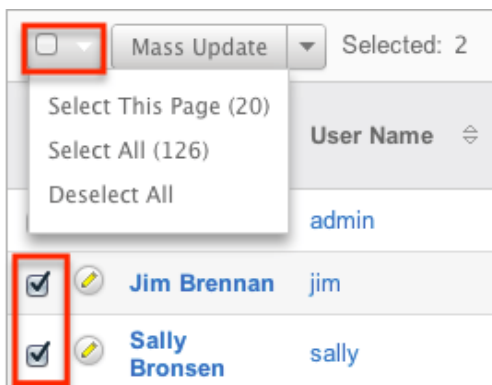 Mass Update Selected: 2
Select This Page (20)
Select All (126)
Deselect All
User Name
admin
Jim Brennan jim
Sally
Bronsen sally